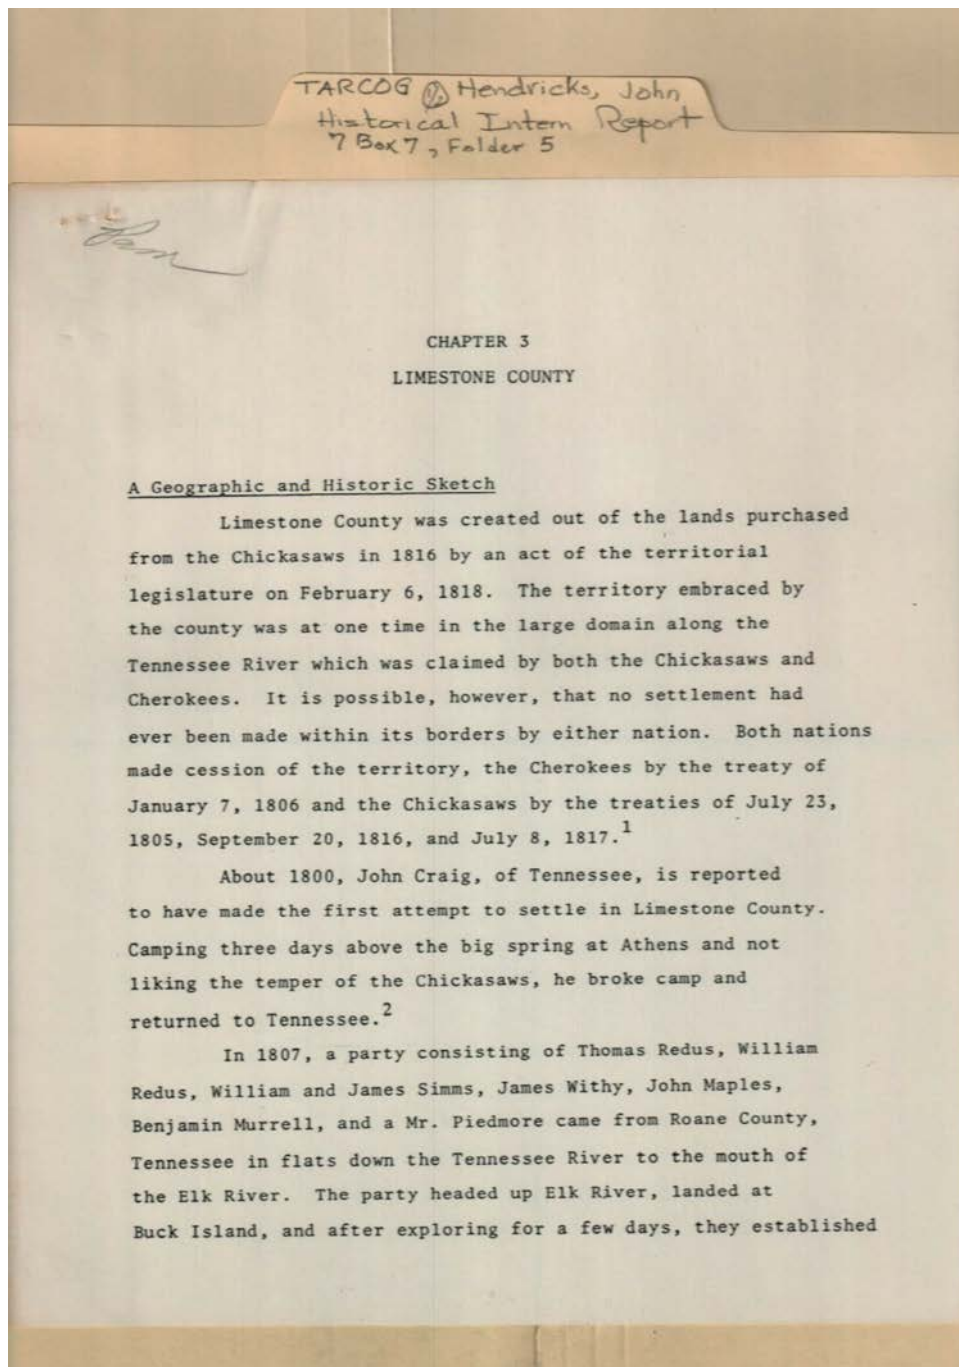 TARCOG Hendricks, John
Historical Intern Report
7 Box 7, Folder 5
CHAPTER 3
LIMESTONE COUNTY
A Geographic and Historic Sketch
Limestone County was created out of the lands purchased
from the Chickasaws in 1816 by an act of the territorial
legislature on February 6, 1818. The territory embraced by
the county was at one time in the large domain along the
Tennessee River which was claimed by both the Chickasaws and
Cherokees. It is possible, however, that no settlement had
ever been made within its borders by either nation. Both nations
made cession of the territory, the Cherokees by the treaty of
January 7, 1806 and the Chickasaws by the treaties of July 23,
1805, September 20, 1816, and July 8, 1817.1
About 1800, John Craig, of Tennessee, is reported
to have made the first attempt to settle in Limestone County.
Camping three days above the big spring at Athens and not
liking the temper of the Chickasaws, he broke camp and
returned to Tennessee.2
In 1807, a party consisting of Thomas Redus, William
Redus, William and James Simms, James Withy, John Maples,
Benjamin Murrell, and a Mr. Piedmore came from Roane County,
Tennessee in flats down the Tennessee River to the mouth of
the Elk River. The party headed up Elk River, landed at
Buck Island, and after exploring for a few days, they established